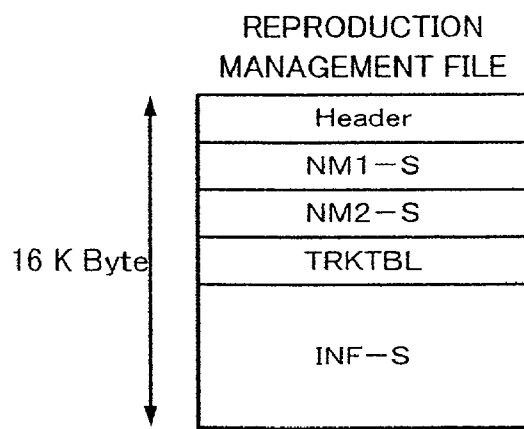 REPRODUCTION
MANAGEMENT FILE
Header
NM1-S
NM2-S
TRKTBL
16 K Byte
INF-S